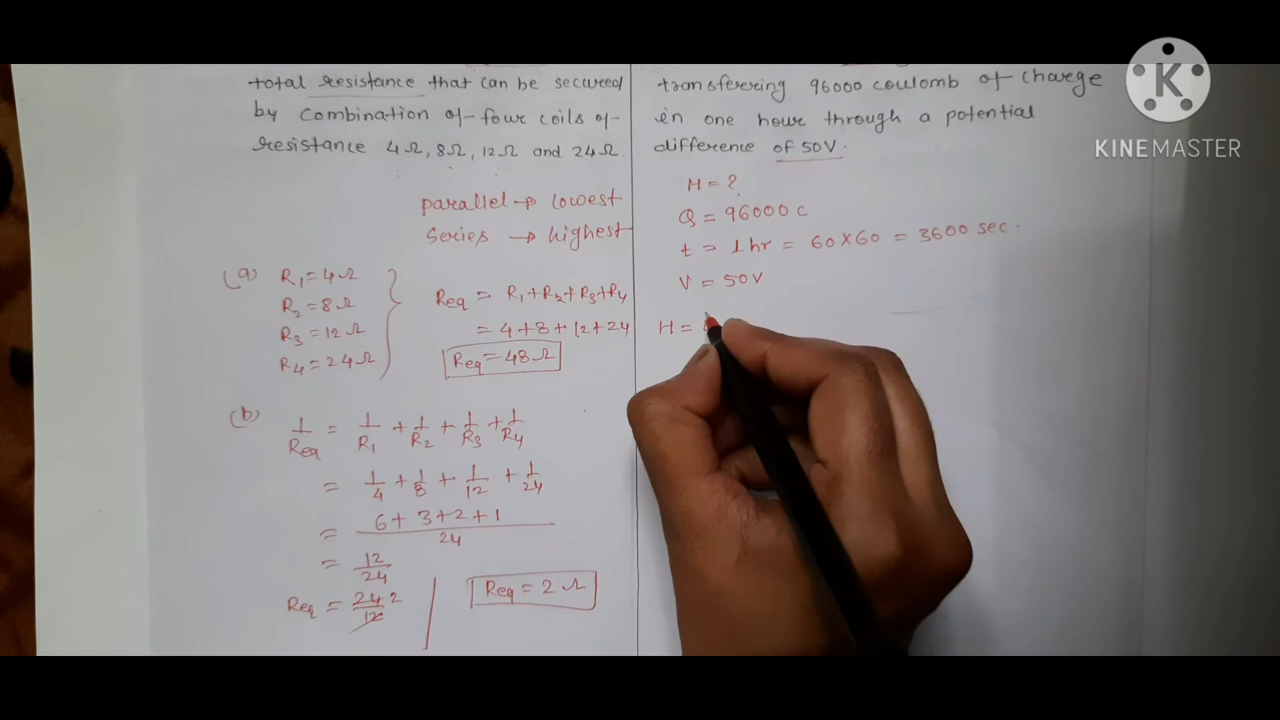 total resistance that can be secured
by combination of four coils of
resistance 4Ω, 8Ω, 12Ω and 24Ω.
parallel → lowest
Series → highest
(a) R₁=4Ω
R₂=8Ω
R₃=12Ω
R₄=24Ω
Req = R₁+R₂+R₃+R₄
= 4+8+12+24
Req=48Ω
(b) 1/Req = 1/R₁ + 1/R₂ + 1/R₃ + 1/R₄
= 1/4 + 1/8 + 1/12 + 1/24
= 6+3+2+1/24
= 12/24
Req = 24/12 2
Req = 2Ω
transferring 96000 coulomb of charge
in one hour through a potential
difference of 50V.
H = ?
Q = 96000 c
t = 1 hr = 60×60 = 3600 sec.
V = 50V
H =
K
KINEMASTER